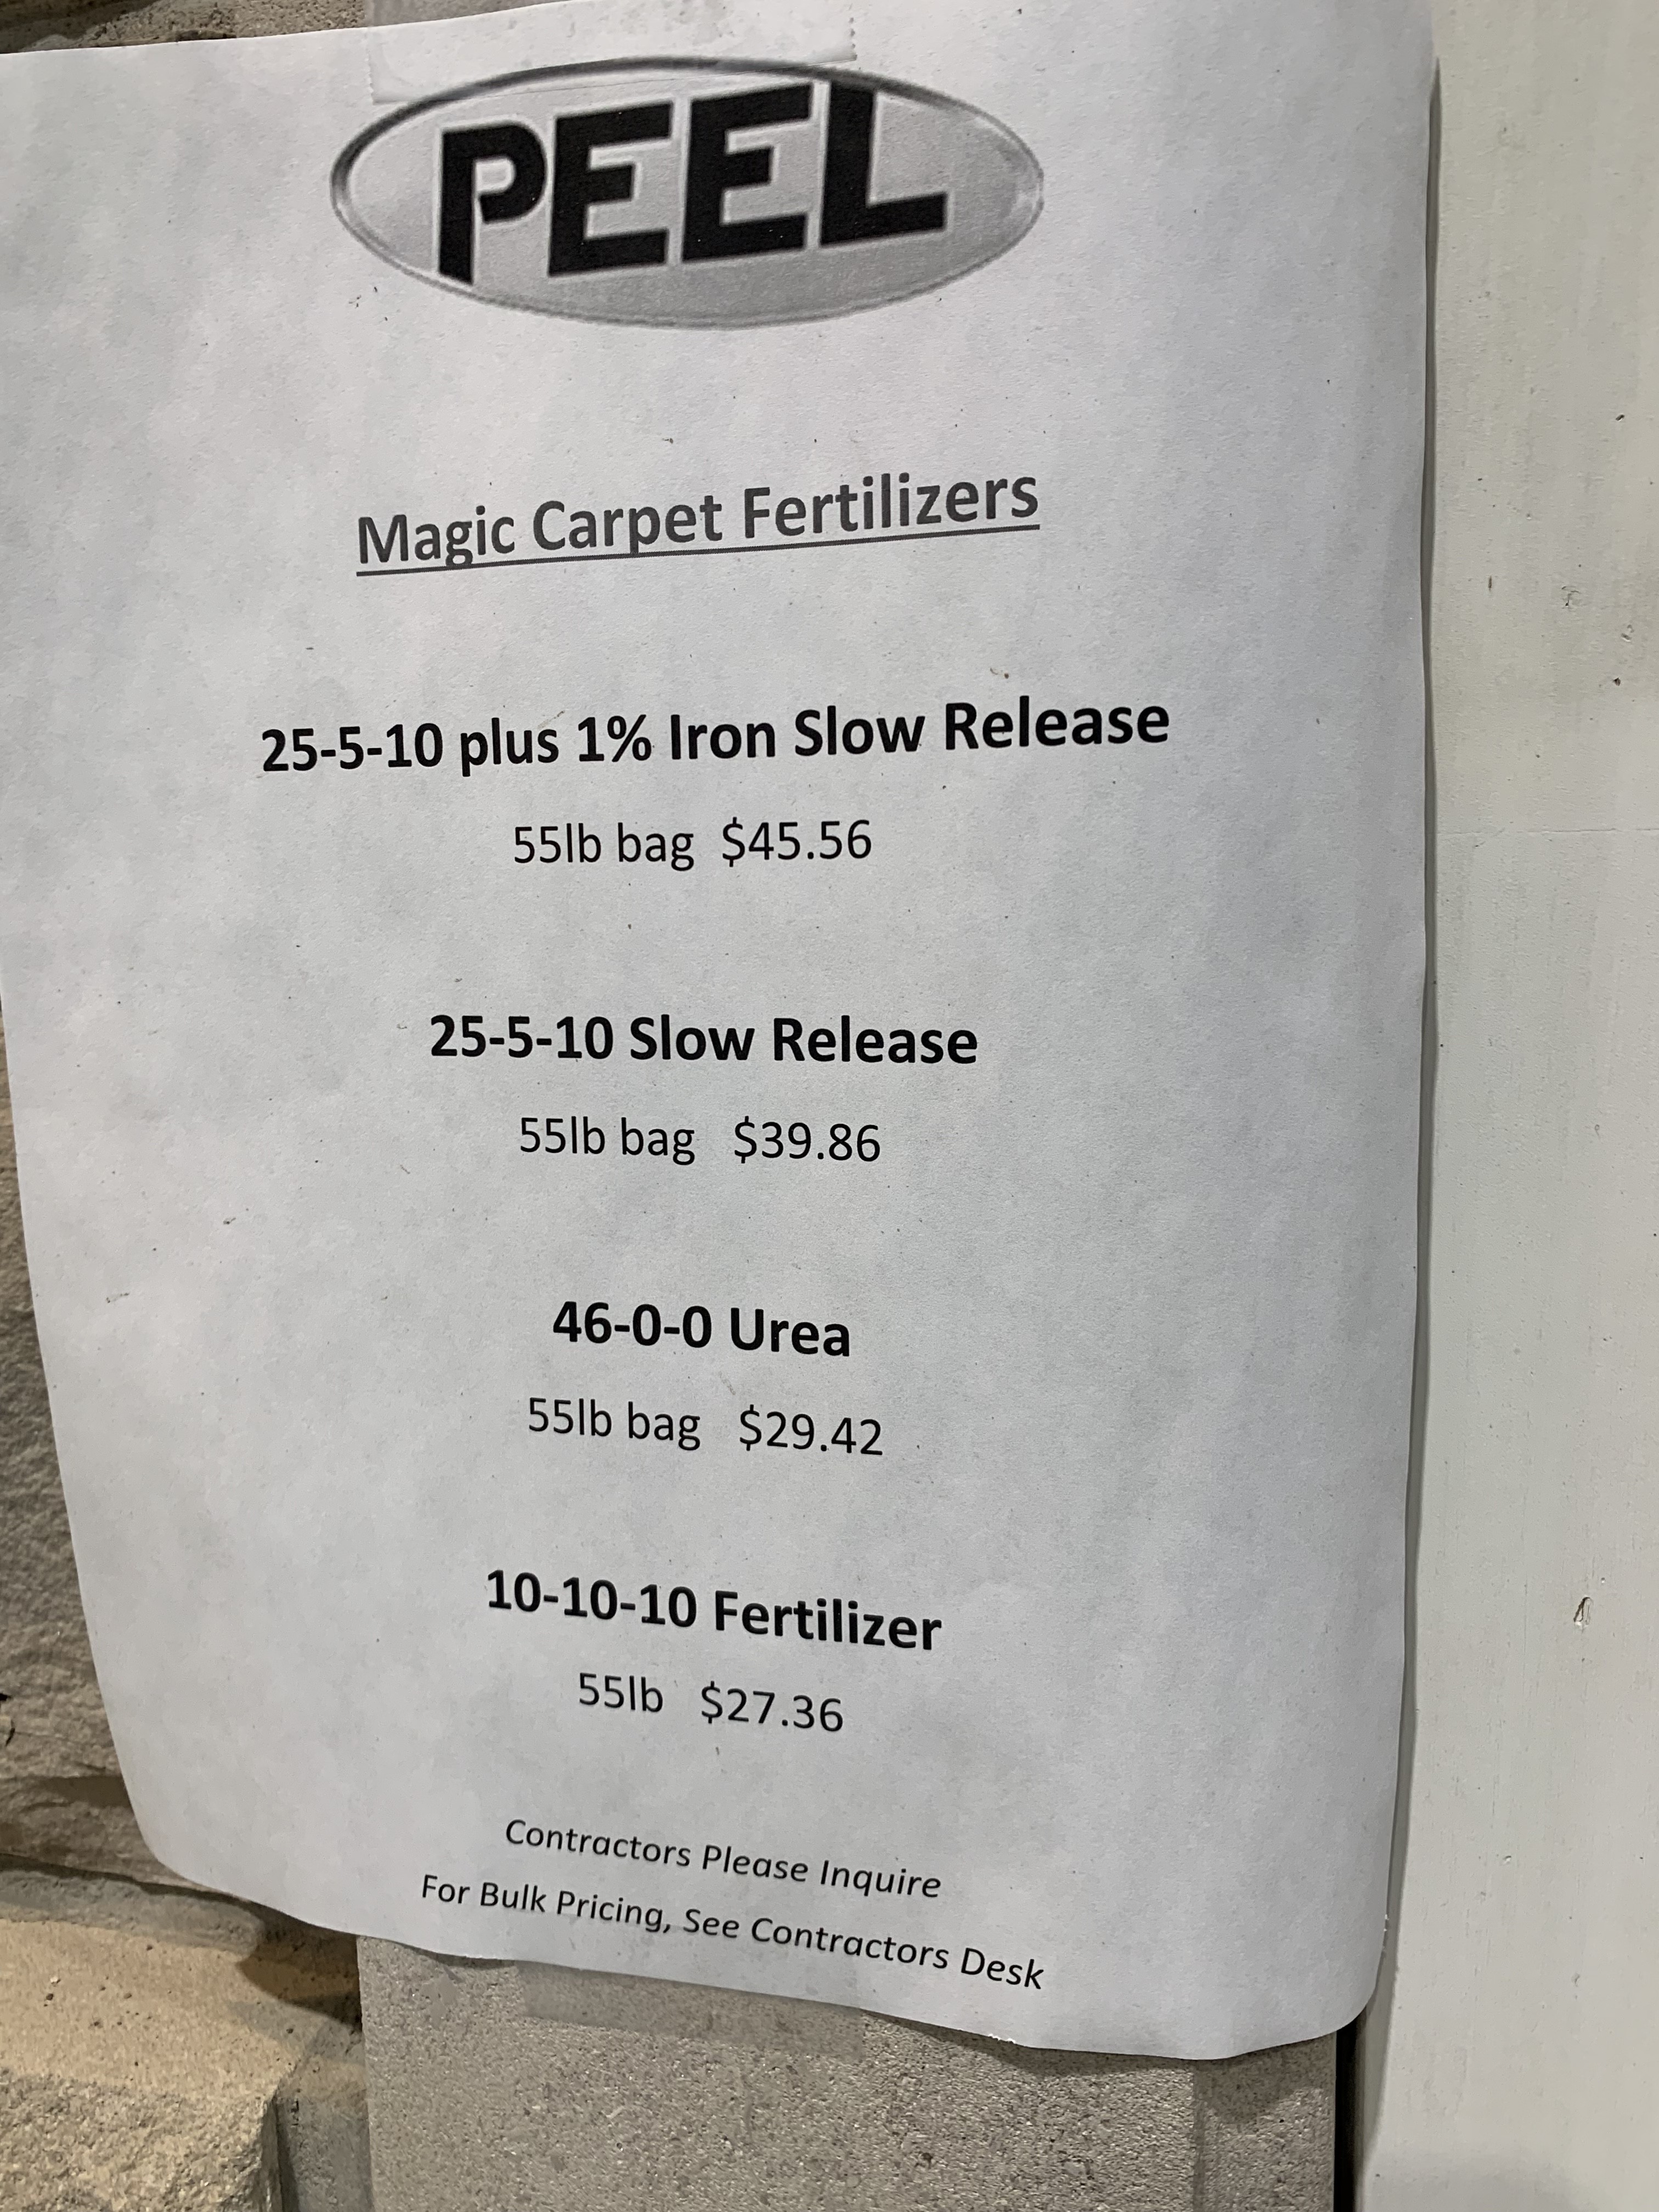 PEEL
Magic Carpet Fertilizers
25-5-10 plus 1% Iron Slow Release
55lb bag $45.56
25-5-10 Slow Release
55lb bag $39.86
46-0-0 Urea
55lb bag $29.42
10-10-10 Fertilizer
55lb $27.36
Contractors Please Inquire
For Bulk Pricing, See Contractors Desk